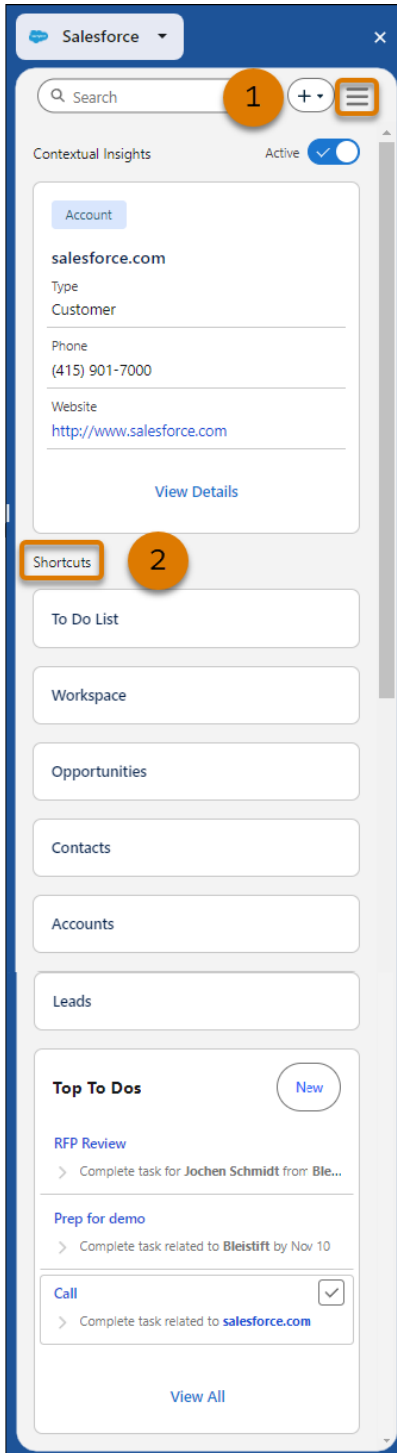 Salesforce
Search
1
Contextual Insights
Active
Account
salesforce.com
Type
Customer
Phone
(415) 901-7000
Website
http://www.salesforce.com
View Details
Shortcuts
2
To Do List
Workspace
Opportunities
Contacts
Accounts
Leads
Top To Dos
New
RFP Review
Complete task for Jochen Schmidt from Ble...
Prep for demo
Complete task related to Bleistift by Nov 10
Call
Complete task related to salesforce.com
View All